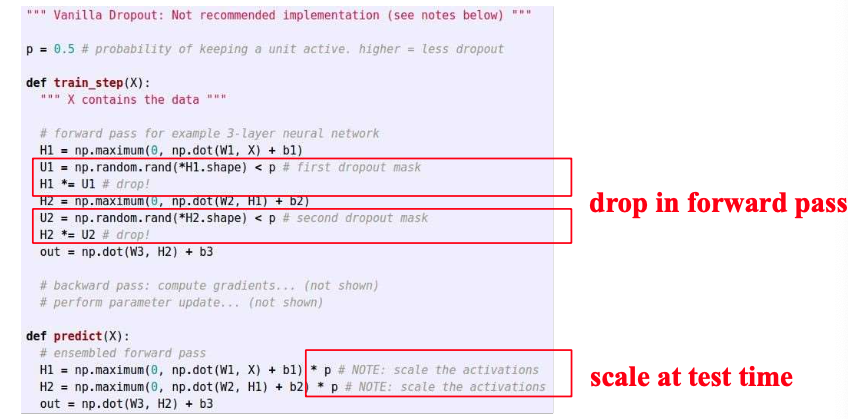 """ Vanilla Dropout: Not recommended implementation (see notes below) """
p = 0.5 # probability of keeping a unit active. higher = less dropout
def train_step(X):
""" X contains the data """
# forward pass for example 3-layer neural network
H1 = np.maximum(0, np.dot(W1, X) + b1)
U1 = np.random.rand(*H1.shape) < p # first dropout mask
H1 *= U1 # drop!
drop in forward pass
H2 = np.maximum(0, np.dot(W2, H1) + b2)
U2 = np.random.rand(*H2.shape) < p # second dropout mask
H2 *= U2 # drop!
out = np.dot(W3, H2) + b3
# backward pass: compute gradients... (not shown)
# perform parameter update... (not shown)
def predict(X):
# ensembled forward pass
H1 = np.maximum(0, np.dot(W1, X) + b1) * p # NOTE: scale the activations
H2 = np.maximum(0, np.dot(W2, H1) + b2) * p # NOTE: scale the activations
out = np.dot(W3, H2) + b3
scale at test time